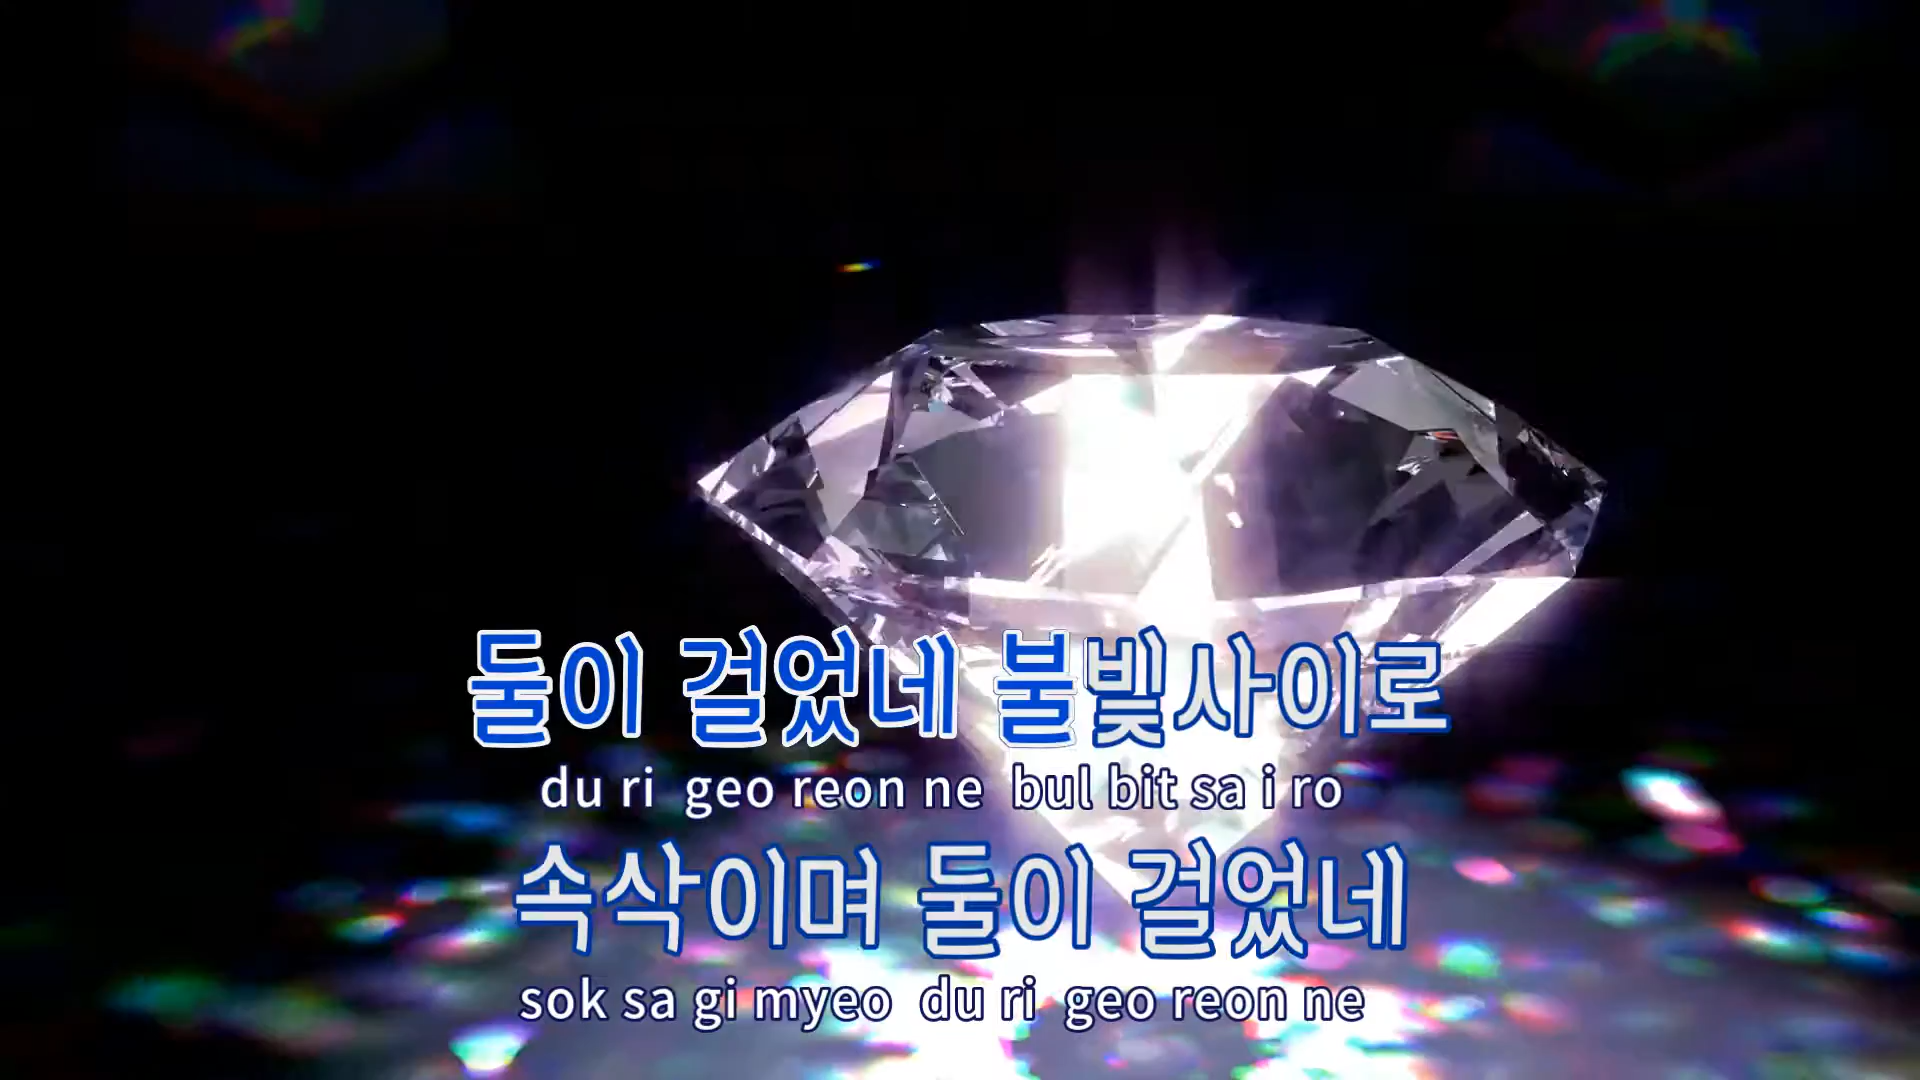 둘이 걸었네 불빛사이로
du ri geo reon ne bul bit sa i ro
속삭이며 둘이 걸었네
sok sa gi myeo du ri geo reon ne